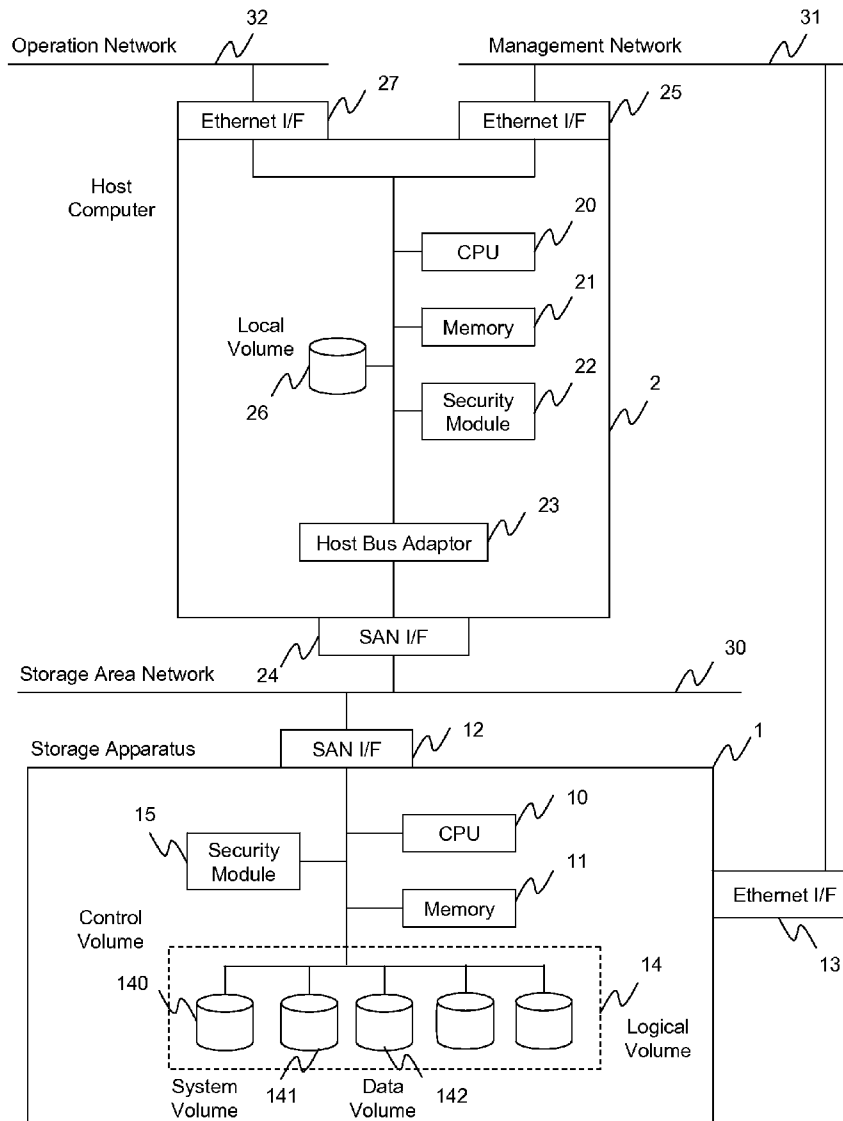 32
31
Operation Network
Management Network
27
25
Ethernet I/F
Ethernet I/F
Host
Computer
20
CPU
21
Local
Volume
Memory
22
26
Security
Module
2
23
Host Bus Adaptor
SAN I/F
24
30
Storage Area Network
12
1
Storage Apparatus
SAN I/F
10
15
CPU
Security
Module
11
Memory
Ethernet I/F
13
Control
Volume
140
14
Logical
Volume
System
Volume
141
Data
Volume
142